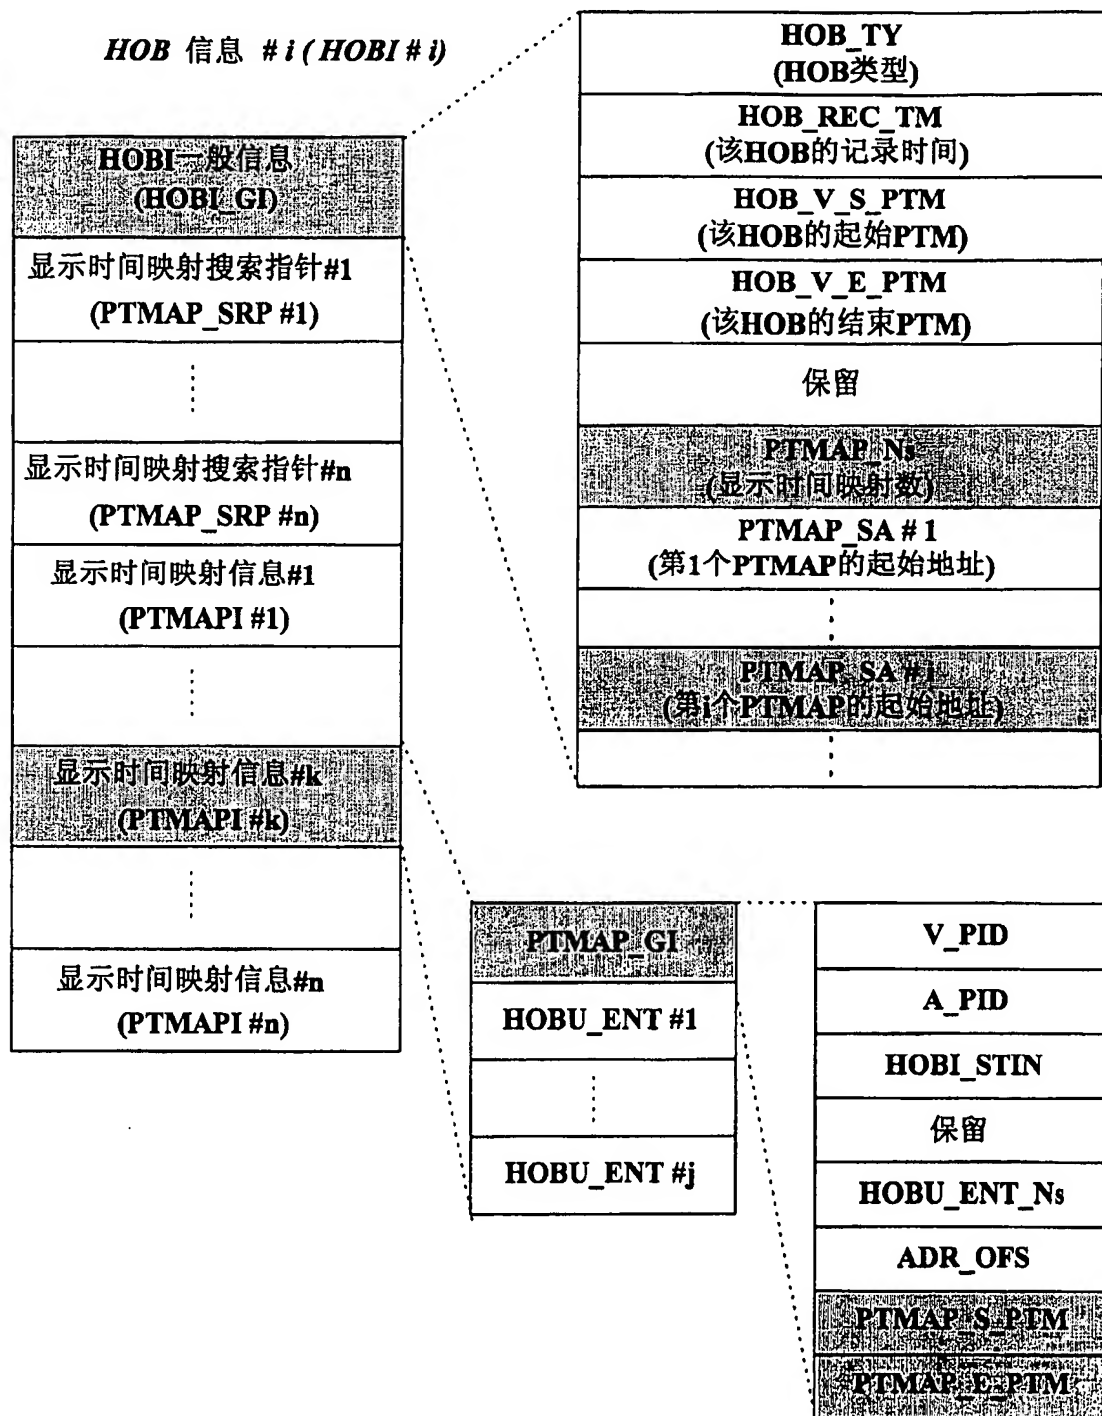 HOB 信息 # i ( HOBI # i)
HOBI一般信息
(HOBI_GI)
显示时间映射搜索指针#1
(PTMAP_SRP #1)
显示时间映射搜索指针#n
(PTMAP_SRP #n)
显示时间映射信息#1
(PTMAPI #1)
显示时间映射信息#k
(PTMAPI #k)
显示时间映射信息#n
(PTMAPI #n)
HOB_TY
(HOB类型)
HOB_REC_TM
(该HOB的记录时间)
HOB_V_S_PTM
(该HOB的起始PTM)
HOB_V_E_PTM
(该HOB的结束PTM)
保留
PTMAP_Ns
(显示时间映射数)
PTMAP_SA # 1
(第1个PTMAP的起始地址)
PTMAP_SA # i
(第i个PTMAP的起始地址)
PTMAP_GI
HOBU_ENT #1
HOBU_ENT #j
V_PID
A_PID
HOBI_STIN
保留
HOBU_ENT_Ns
ADR_OFS
PTMAP_S_PTM
PTMAP_E_PTM